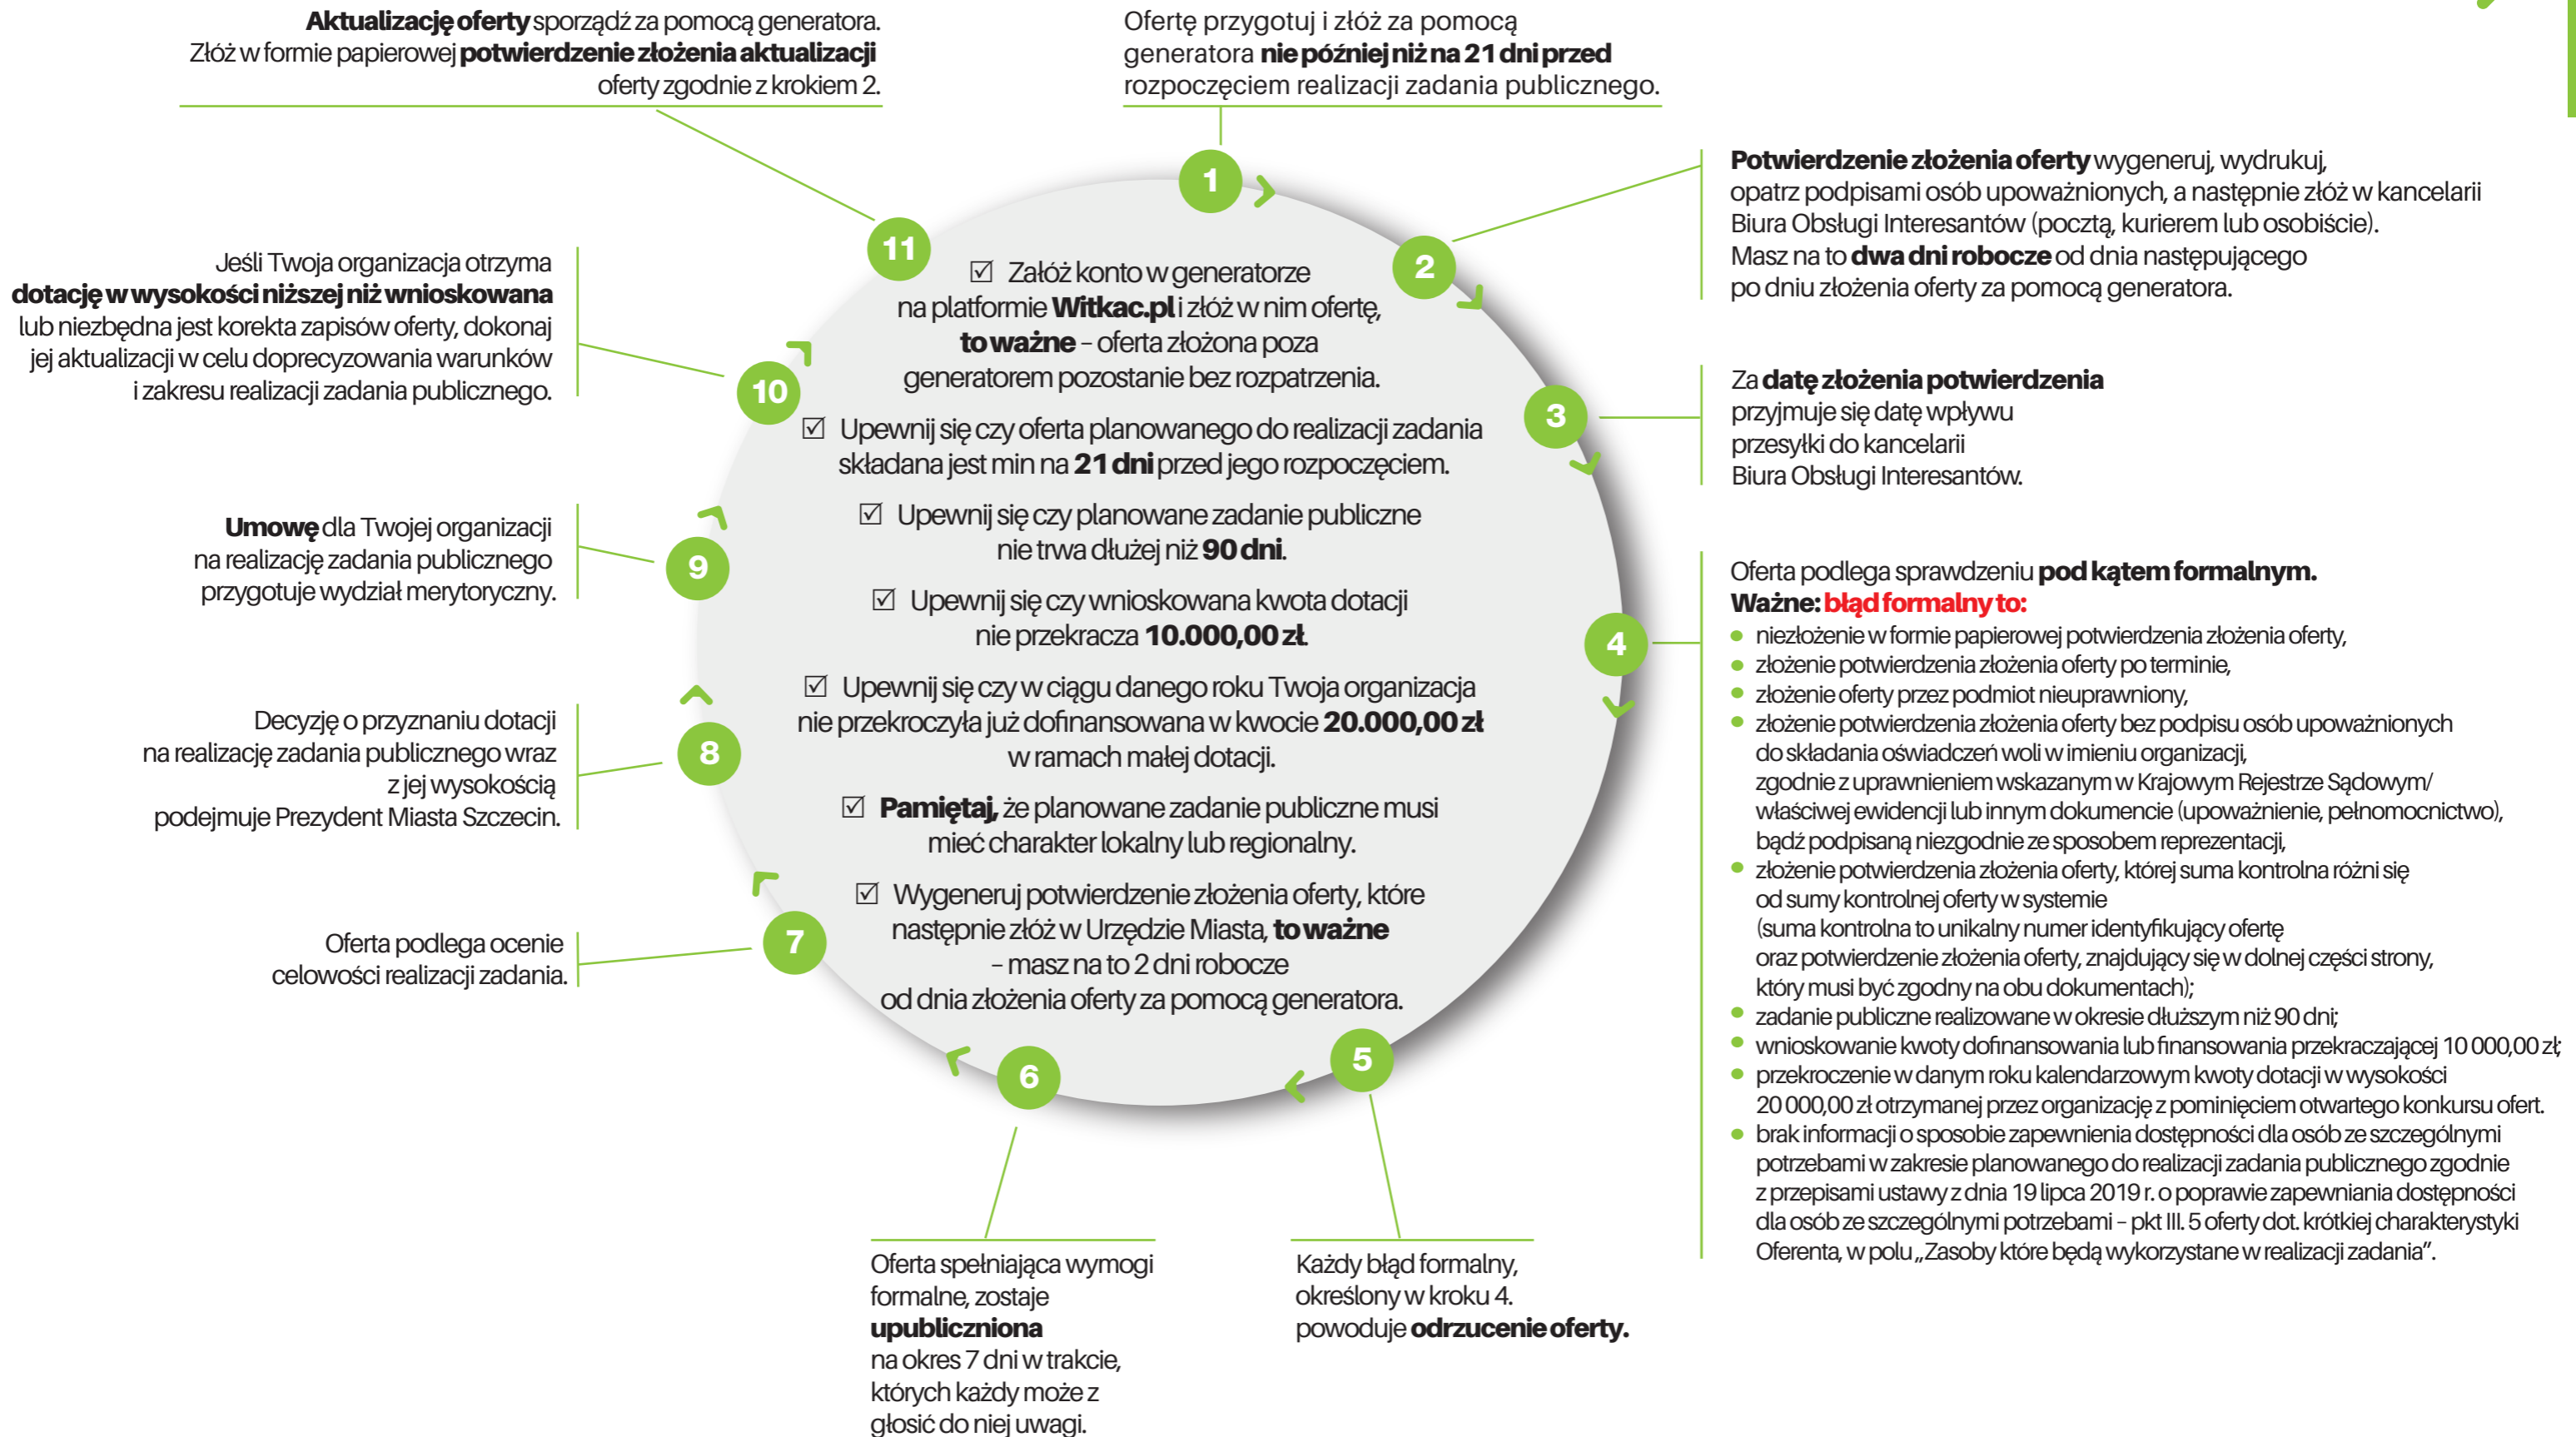 Ofertę przygotuj i złóż za pomocą
generatora nie później niż na 21 dni przed
rozpoczęciem realizacji zadania publicznego.
1
Potwierdzenie złożenia oferty wygeneruj, wydrukuj,
opatrz podpisami osób upoważnionych, a następnie złóż w kancelarii
Biura Obsługi Interesantów (pocztą, kurierem lub osobiście).
Masz na to dwa dni robocze od dnia następującego
po dniu złożenia oferty za pomocą generatora.
2
Za datę złożenia potwierdzenia
przyjmuje się datę wpływu
przesyłki do kancelarii
Biura Obsługi Interesantów.
3
Oferta podlega sprawdzeniu pod kątem formalnym.
Ważne: błąd formalny to:
• niezłożenie w formie papierowej potwierdzenia złożenia oferty,
• złożenie potwierdzenia złożenia oferty po terminie,
• złożenie oferty przez podmiot nieuprawniony,
• złożenie potwierdzenia złożenia oferty bez podpisu osób upoważnionych
do składania oświadczeń woli w imieniu organizacji,
zgodnie z uprawnieniem wskazanym w Krajowym Rejestrze Sądowym/
właściwej ewidencji lub innym dokumencie (upoważnienie, pełnomocnictwo),
bądź podpisaną niezgodnie ze sposobem reprezentacji,
• złożenie potwierdzenia złożenia oferty, której suma kontrolna różni się
od sumy kontrolnej oferty w systemie
(suma kontrolna to unikalny numer identyfikujący ofertę
oraz potwierdzenie złożenia oferty, znajdujący się w dolnej części strony,
który musi być zgodny na obu dokumentach);
• zadanie publiczne realizowane w okresie dłuższym niż 90 dni;
• wnioskowanie kwoty dofinansowania lub finansowania przekraczającej 10 000,00 zł;
• przekroczenie w danym roku kalendarzowym kwoty dotacji w wysokości
20 000,00 zł otrzymanej przez organizację z pominięciem otwartego konkursu ofert.
• brak informacji o sposobie zapewnienia dostępności dla osób ze szczególnymi
potrzebami w zakresie planowanego do realizacji zadania publicznego zgodnie
z przepisami ustawy z dnia 19 lipca 2019 r. o poprawie zapewniania dostępności
dla osób ze szczególnymi potrzebami – pkt III. 5 oferty dot. krótkiej charakterystyki
Oferenta, w polu „Zasoby które będą wykorzystane w realizacji zadania”.
4
Każdy błąd formalny,
określony w kroku 4.
powoduje odrzucenie oferty.
5
Oferta spełniająca wymogi
formalne, zostaje
upubliczniona
na okres 7 dni w trakcie,
których każdy może z
głosić do niej uwagi.
6
Oferta podlega ocenie
celowości realizacji zadania.
7
Decyzję o przyznaniu dotacji
na realizację zadania publicznego wraz
z jej wysokością
podejmuje Prezydent Miasta Szczecin.
8
Umowę dla Twojej organizacji
na realizację zadania publicznego
przygotuje wydział merytoryczny.
9
Jeśli Twoja organizacja otrzyma
dotację w wysokości niższej niż wnioskowana
lub niezbędna jest korekta zapisów oferty, dokonaj
jej aktualizacji w celu doprecyzowania warunków
i zakresu realizacji zadania publicznego.
10
Aktualizację oferty sporządź za pomocą generatora.
Złóż w formie papierowej potwierdzenie złożenia aktualizacji
oferty zgodnie z krokiem 2.
11
☑ Załóż konto w generatorze
na platformie Witkac.pl i złóż w nim ofertę,
to ważne – oferta złożona poza
generatorem pozostanie bez rozpatrzenia.
☑ Upewnij się czy oferta planowanego do realizacji zadania
składana jest min na 21 dni przed jego rozpoczęciem.
☑ Upewnij się czy planowane zadanie publiczne
nie trwa dłużej niż 90 dni.
☑ Upewnij się czy wnioskowana kwota dotacji
nie przekracza 10.000,00 zł.
☑ Upewnij się czy w ciągu danego roku Twoja organizacja
nie przekroczyła już dofinansowana w kwocie 20.000,00 zł
w ramach małej dotacji.
☑ Pamiętaj, że planowane zadanie publiczne musi
mieć charakter lokalny lub regionalny.
☑ Wygeneruj potwierdzenie złożenia oferty, które
następnie złóż w Urzędzie Miasta, to ważne
– masz na to 2 dni robocze
od dnia złożenia oferty za pomocą generatora.